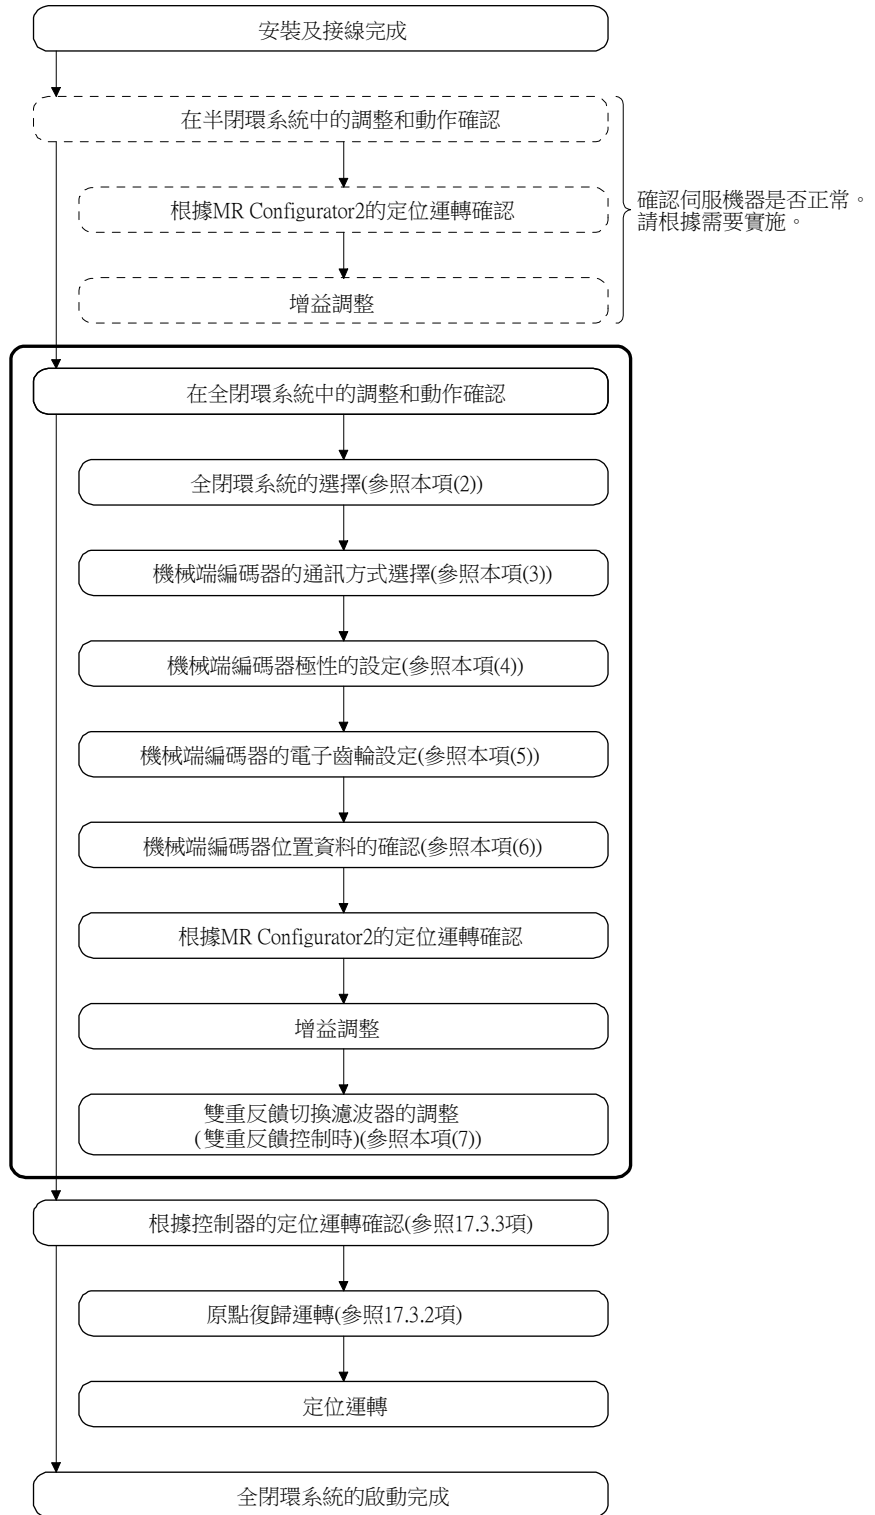 安裝及接線完成
在半閉環系統中的調整和動作確認
根據MR Configurator2的定位運轉確認
增益調整
確認伺服機器是否正常。
請根據需要實施。
在全閉環系統中的調整和動作確認
全閉環系統的選擇(參照本項(2))
機械端編碼器的通訊方式選擇(參照本項(3))
機械端編碼器極性的設定(參照本項(4))
機械端編碼器的電子齒輪設定(參照本項(5))
機械端編碼器位置資料的確認(參照本項(6))
根據MR Configurator2的定位運轉確認
增益調整
雙重反饋切換濾波器的調整
(雙重反饋控制時)(參照本項(7))
根據控制器的定位運轉確認(參照17.3.3項)
原點復歸運轉(參照17.3.2項)
定位運轉
全閉環系統的啟動完成